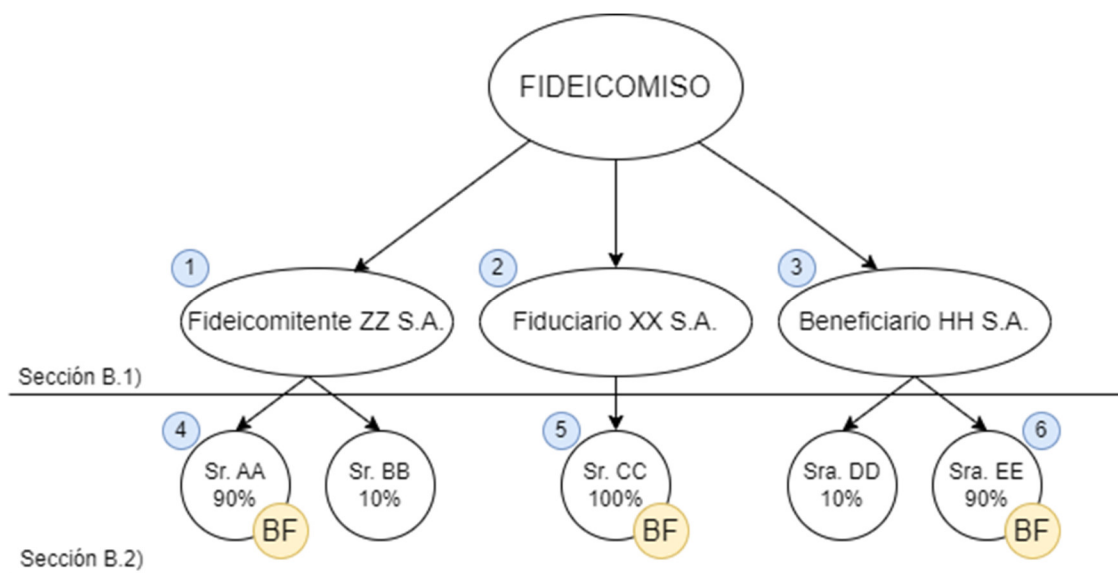 FIDEICOMISO
1
2
3
Fideicomitente ZZ S.A.
Fiduciario XX S.A.
Beneficiario HH S.A.
Sección B.1)
4
5
6
Sr. AA
90%
BF
Sr. BB
10%
Sr. CC
100%
BF
Sra. DD
10%
Sra. EE
90%
BF
Sección B.2)